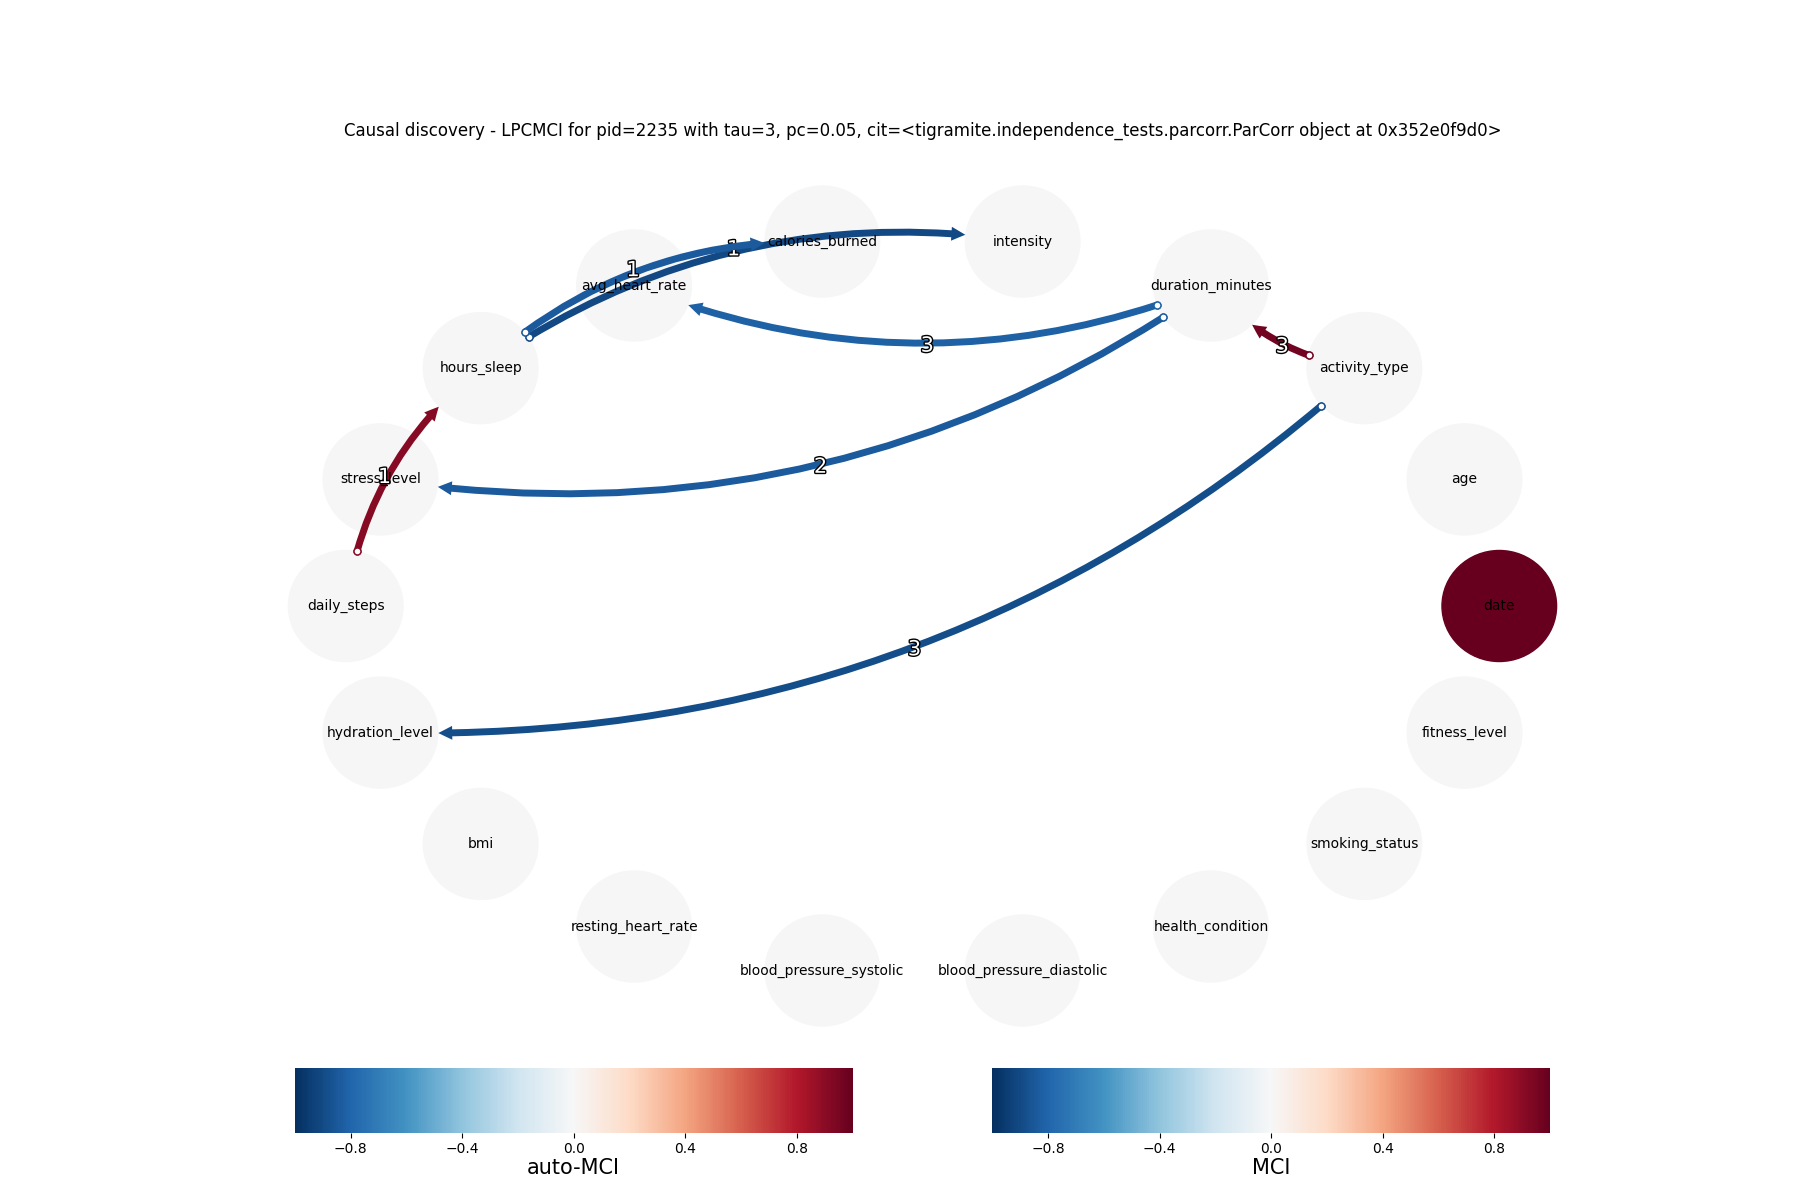 Causal discovery - LPCMCI for pid=2235 with tau=3, pc=0.05, cit=<tigramite.independence_tests.parcorr.ParCorr object at 0x352e0f9d0>
calories_burned
intensity
1
1
avg_heart_rate
duration_minutes
3
3
hours_sleep
activity_type
2
stress_level
1
age
daily_steps
date
3
hydration_level
fitness_level
bmi
smoking_status
resting_heart_rate
health_condition
blood_pressure_systolic
blood_pressure_diastolic
−0.8 −0.4 0.0 0.4 0.8
auto-MCI
−0.8 −0.4 0.0 0.4 0.8
MCI